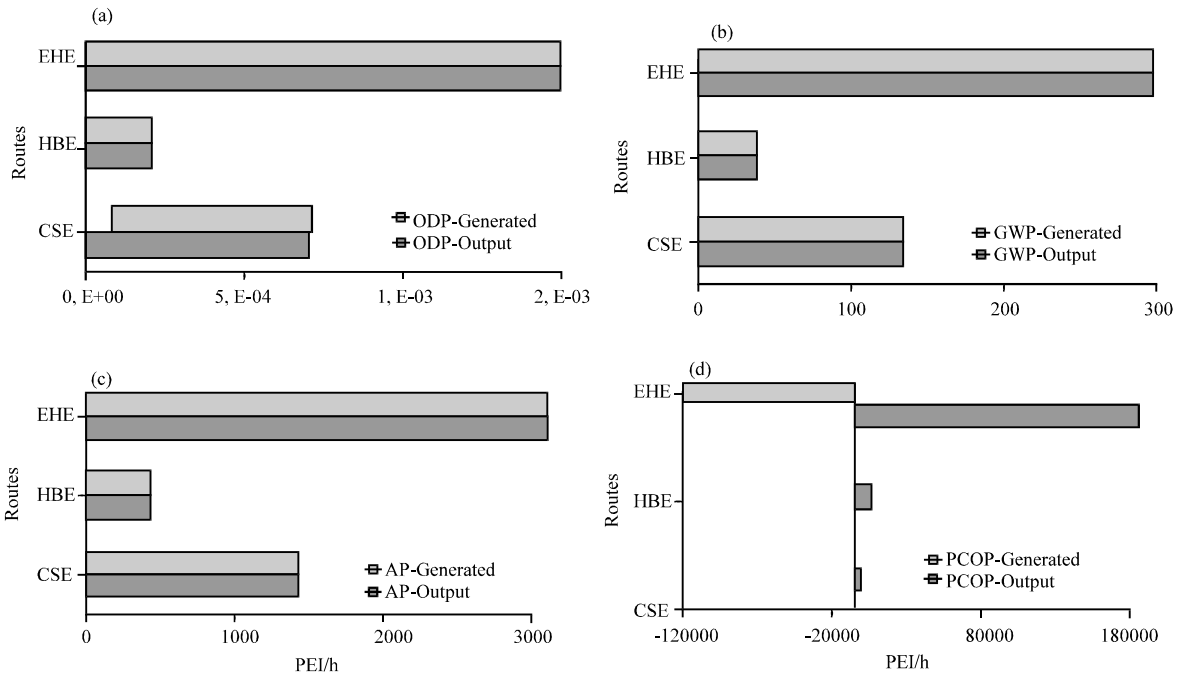 (a)
EHE
HBE
CSE
Routes
ODP-Generated
ODP-Output
0, E+00
5, E-04
1, E-03
2, E-03
(b)
EHE
HBE
CSE
Routes
GWP-Generated
GWP-Output
0
100
200
300
(c)
EHE
HBE
CSE
Routes
AP-Generated
AP-Output
0
1000
2000
3000
PEI/h
(d)
EHE
HBE
CSE
Routes
PCOP-Generated
PCOP-Output
-120000
-20000
80000
180000
PEI/h